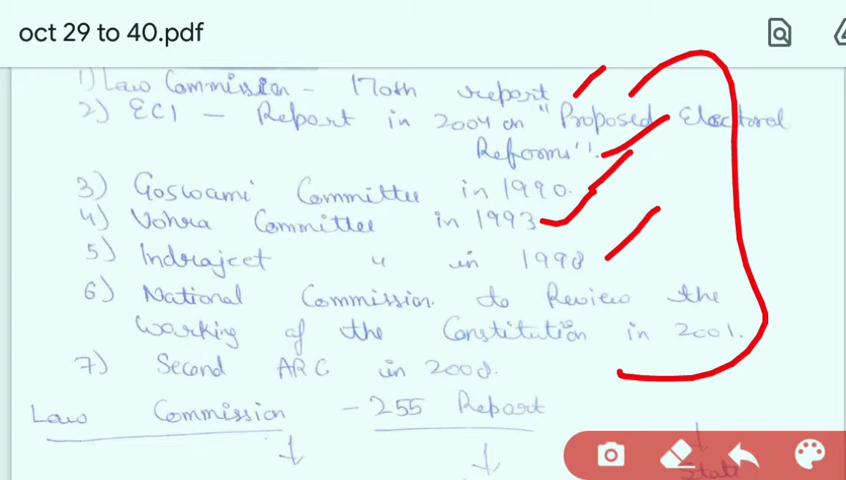 oct 29 to 40.pdf
1) Law Commission - 170th report
2) ECI - Report in 2004 on "Proposed Electoral
Reforms".
3) Goswami Committee in 1990.
4) Vohra Committee in 1993
5) Indrajeet " in 1998
6) National Commission to Review the
Working of the Constitution in 2001.
7) Second ARC in 2008.
Law Commission - 255 Report
State